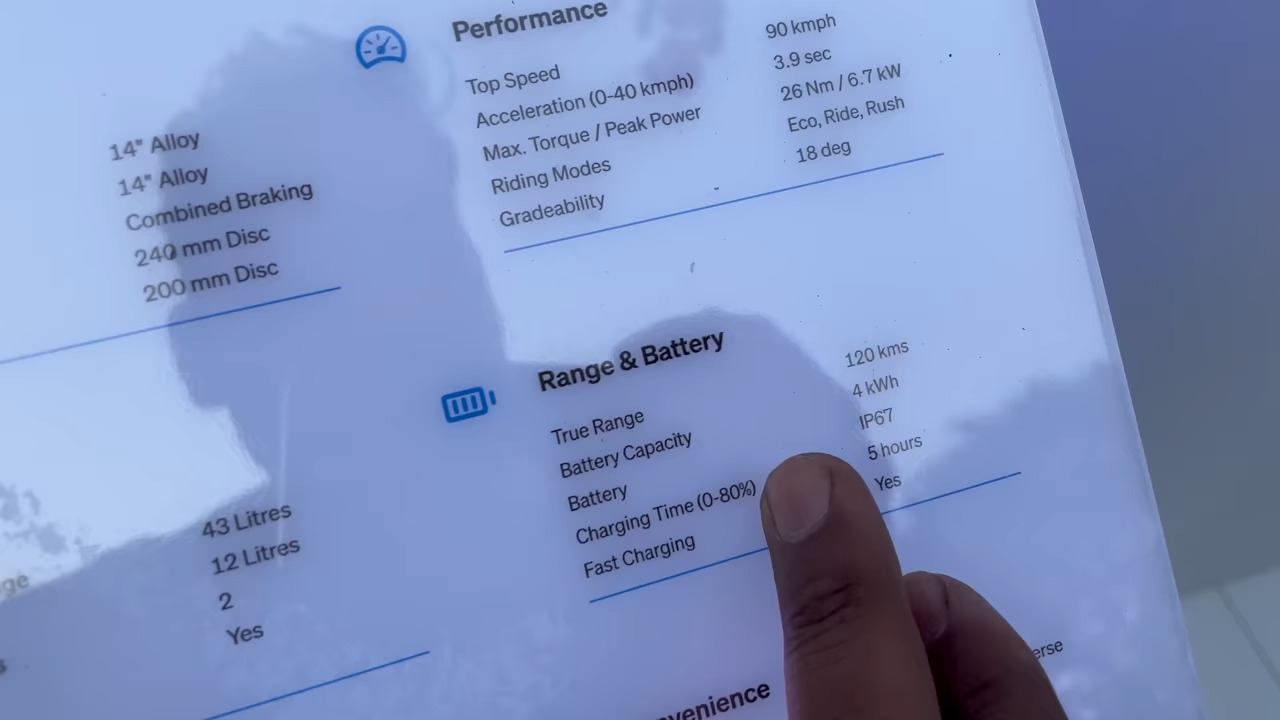 14" Alloy
14" Alloy
Combined Braking
240 mm Disc
200 mm Disc
43 Litres
12 Litres
2
Yes
Performance
Top Speed 90 kmph
Acceleration (0-40 kmph) 3.9 sec
Max. Torque / Peak Power 26 Nm / 6.7 kW
Riding Modes Eco, Ride, Rush
Gradeability 18 deg
Range & Battery
True Range 120 kms
Battery Capacity 4 kWh
Battery IP67
Charging Time (0-80%) 5 hours
Fast Charging Yes